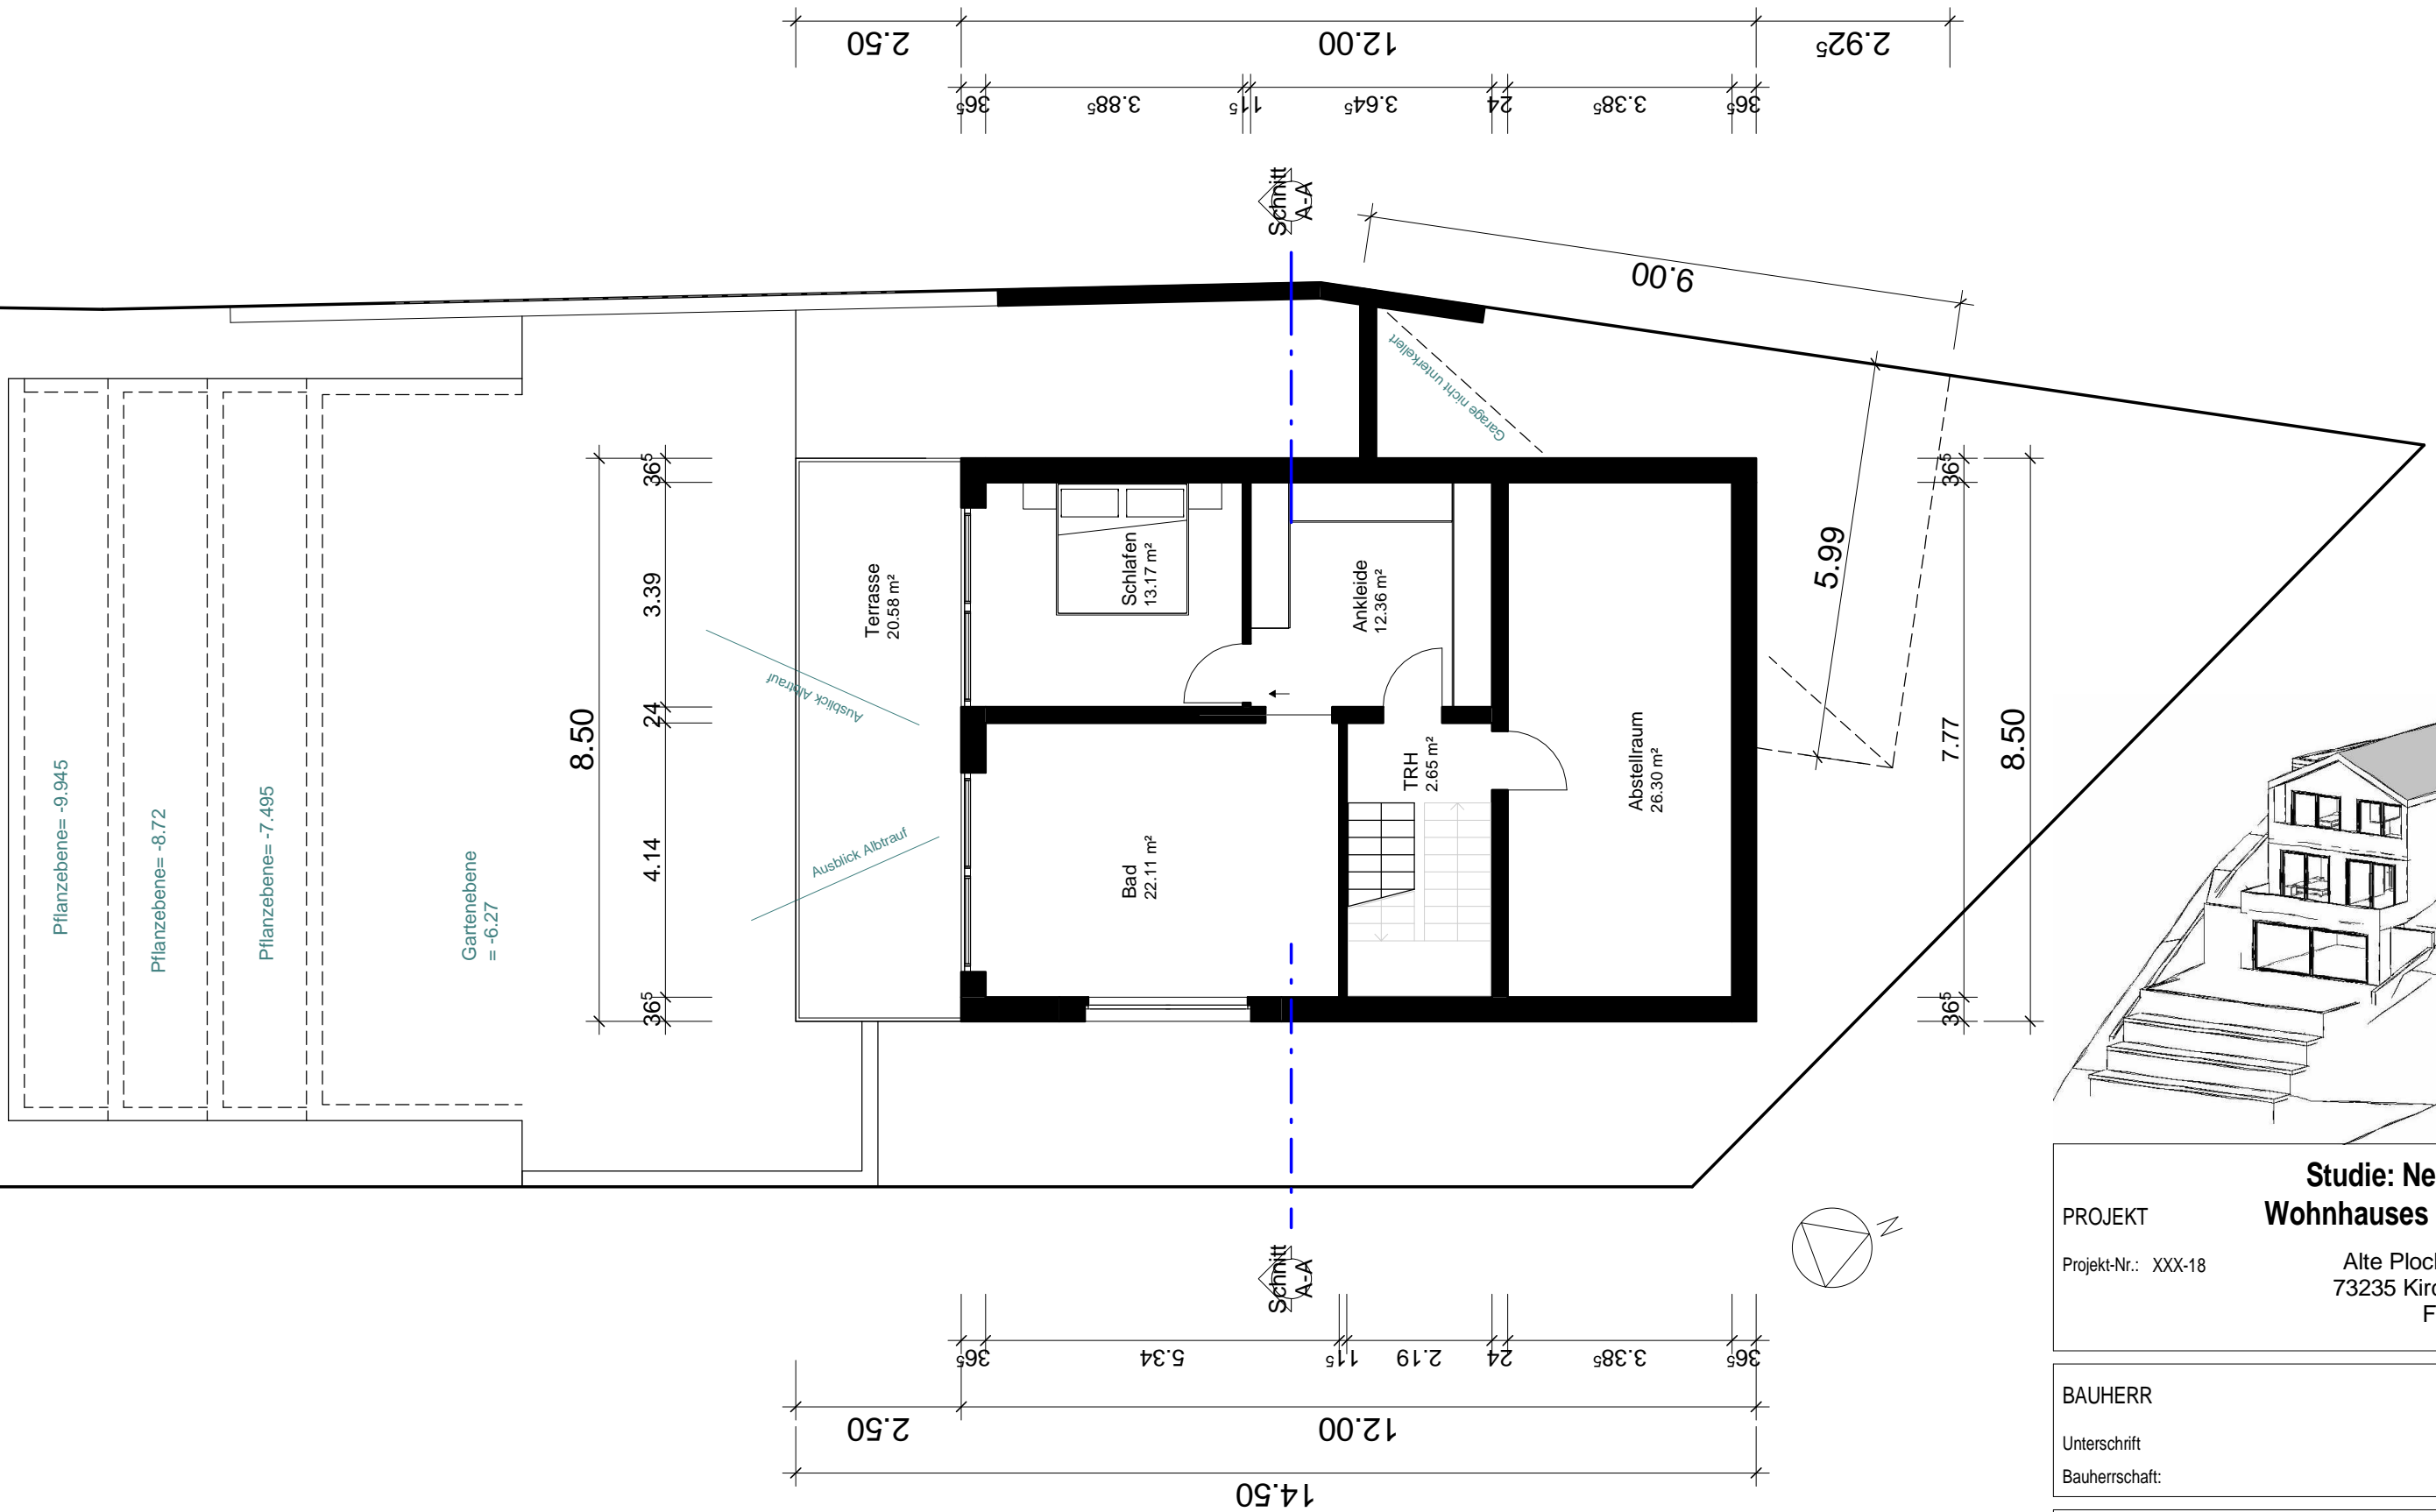 2.50
12.00
2.92⁵
36⁵
3.88⁵
11⁵
3.64⁵
24
3.38⁵
36⁵
Schnitt
A-A
9.00
Garage nicht unterkellert
5.99
36⁵
7.77
36⁵
8.50
8.50
36⁵
3.39
24
4.14
36⁵
Pflanzebene= -9.945
Pflanzebene= -8.72
Pflanzebene= -7.495
Gartenebene
= -6.27
Terrasse
20.58 m²
Ausblick Albtrauf
Ausblick Albtrauf
Schlafen
13.17 m²
Ankleide
12.36 m²
Bad
22.11 m²
TRH
2.65 m²
Abstellraum
26.30 m²
N
Schnitt
A-A
36⁵
5.34
11⁵
2.19
24
3.38⁵
36⁵
2.50
12.00
14.50
Studie: Ne
PROJEKT
Wohnhauses
Projekt-Nr.: XXX-18
Alte Ploc
73235 Kirc
F
BAUHERR
Unterschrift
Bauherrschaft: